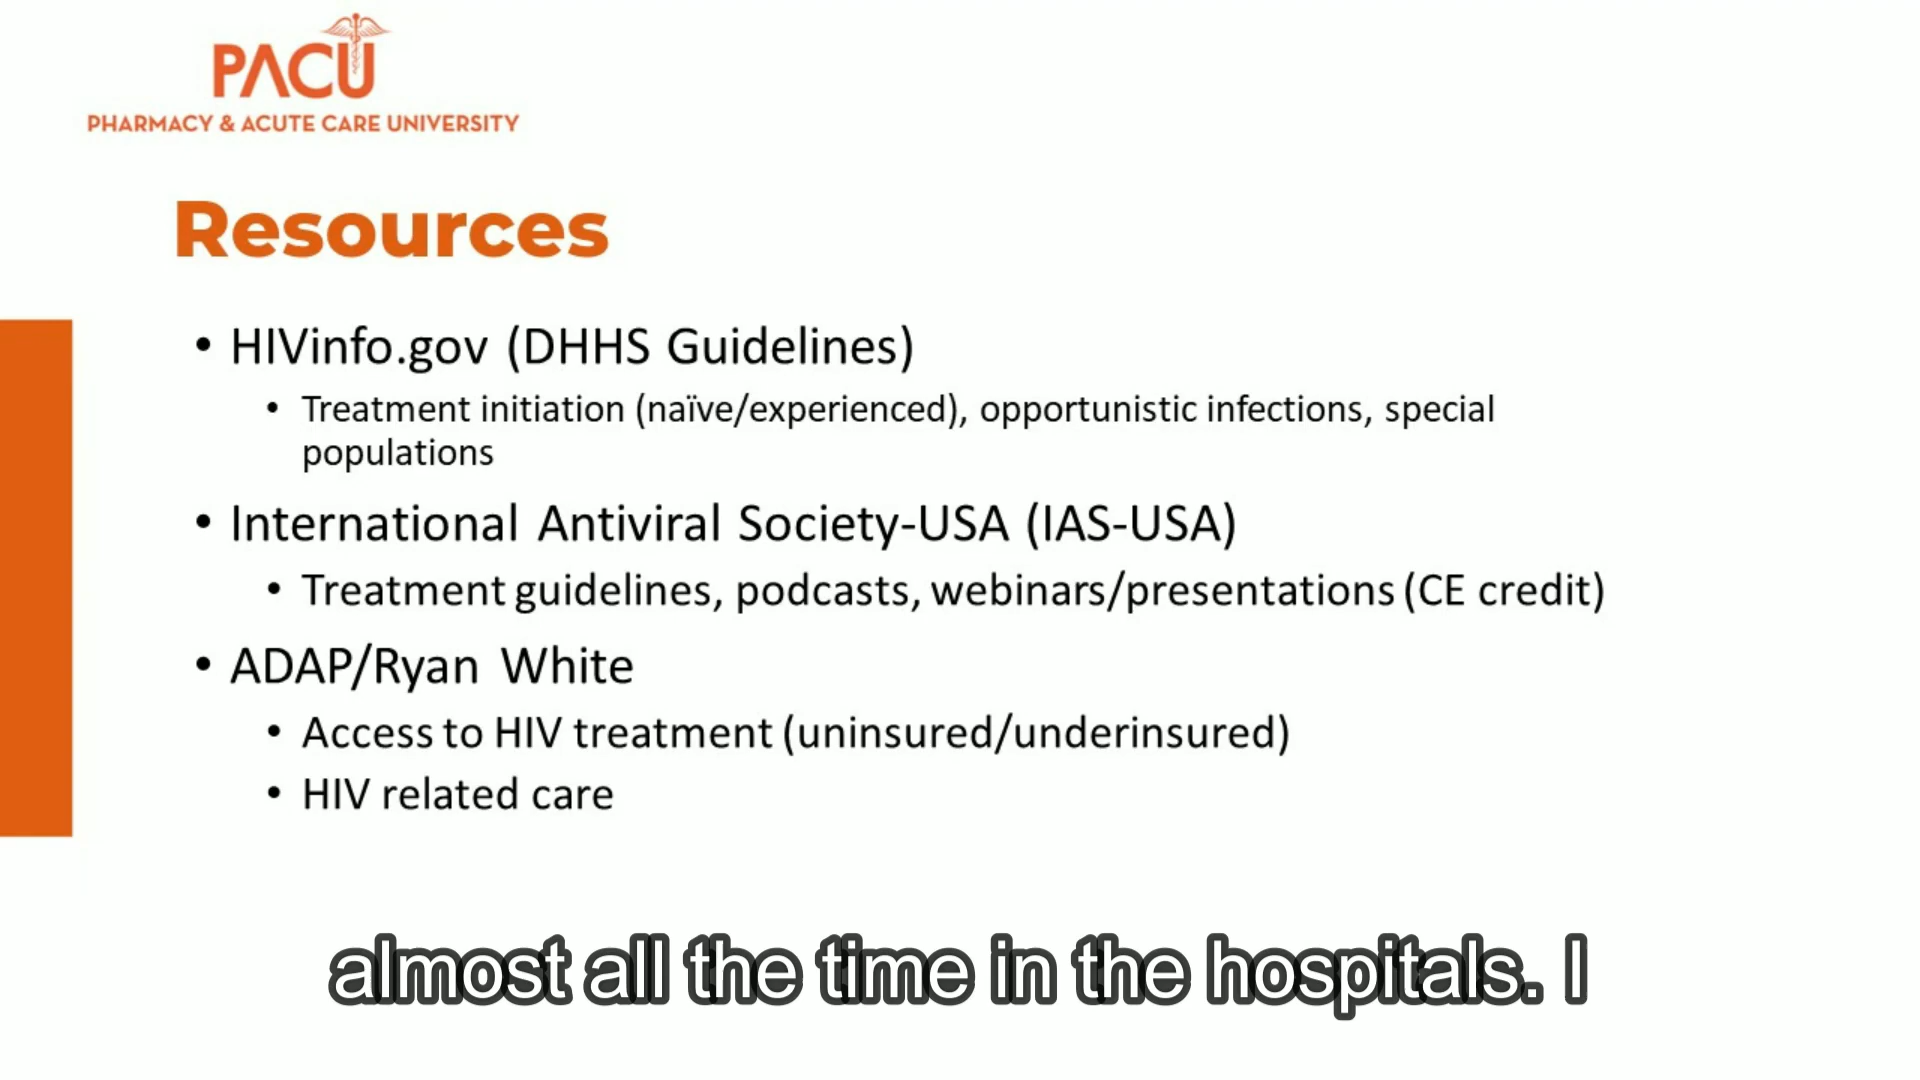 PACU
PHARMACY & ACUTE CARE UNIVERSITY
Resources
• HIVinfo.gov (DHHS Guidelines)
• Treatment initiation (naïve/experienced), opportunistic infections, special
populations
• International Antiviral Society-USA (IAS-USA)
• Treatment guidelines, podcasts, webinars/presentations (CE credit)
• ADAP/Ryan White
• Access to HIV treatment (uninsured/underinsured)
• HIV related care
almost all the time in the hospitals. I